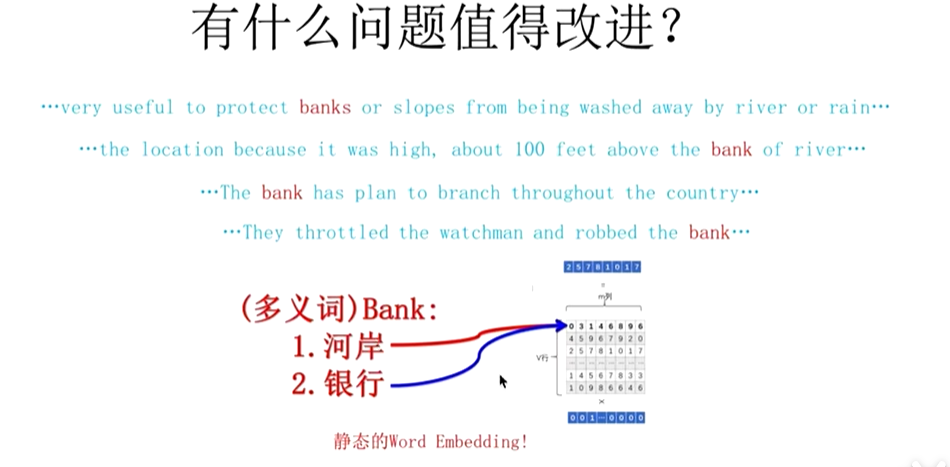 有什么问题值得改进？
…very useful to protect banks or slopes from being washed away by river or rain…
…the location because it was high, about 100 feet above the bank of river…
…The bank has plan to branch throughout the country…
…They throttled the watchman and robbed the bank…
2 5 7 8 1 0 1 7
=
m列
(多义词)Bank:
1.河岸
2.银行
V行
0 3 1 4 6 8 9 6
4 5 9 6 7 9 2 0
2 5 7 8 1 0 1 7
… … … … … … … …
1 4 5 6 7 8 3 3
1 0 9 8 6 6 4 6
×
0 0 1 … 0 0 0 0
静态的Word Embedding!